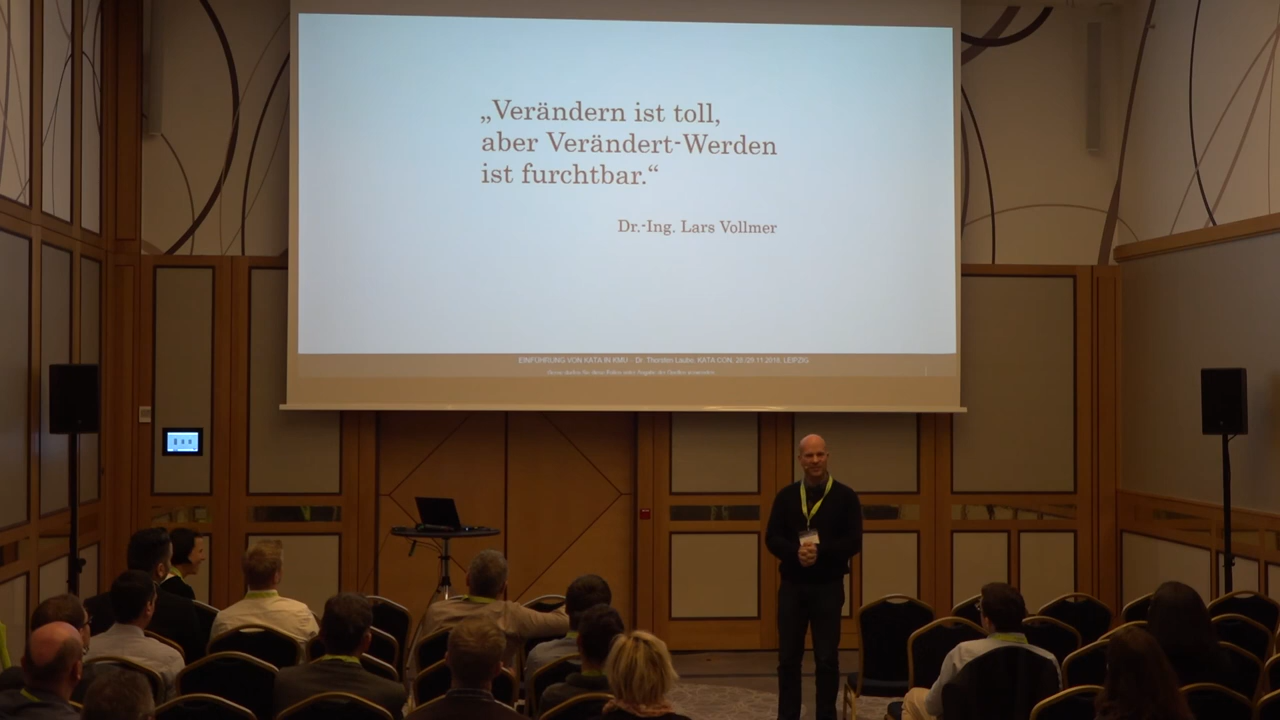 „Verändern ist toll,
aber Verändert-Werden
ist furchtbar.“
Dr.-Ing. Lars Vollmer
EINFÜHRUNG VON KATA IN KMU - Dr. Thorsten Laube, KATA CON, 28./29.11.2018, LEIPZIG